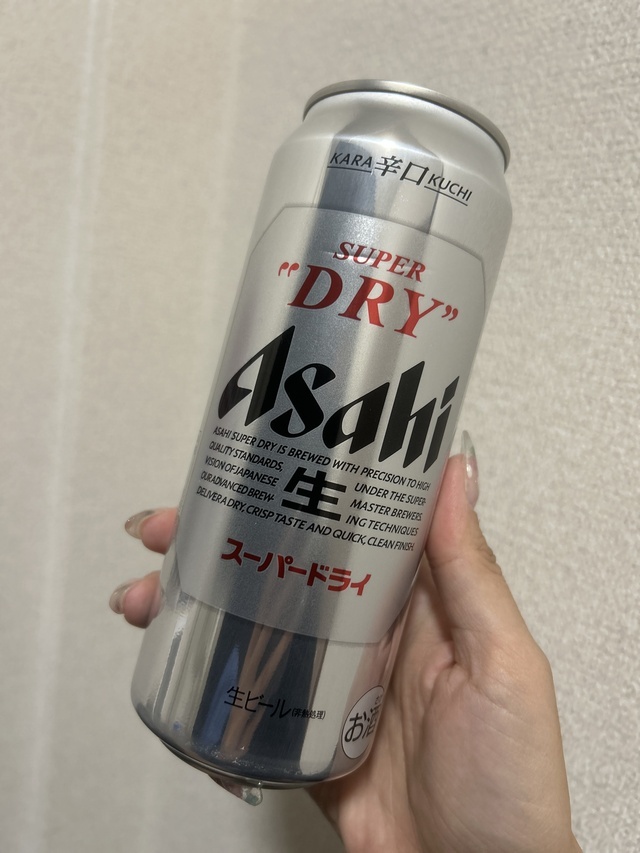 KARA 辛口 KUCHI
SUPER
"DRY"
Asahi
ASAHI SUPER DRY IS BREWED WITH PRECISION TO HIGH
QUALITY STANDARDS, UNDER THE SUPER-
VISION OF JAPANESE MASTER BREWERS.
OUR ADVANCED BREW- ING TECHNIQUES
DELIVER A DRY, CRISP TASTE AND QUICK, CLEAN FINISH.
生
スーパードライ
生ビール(非熱処理)
お酒